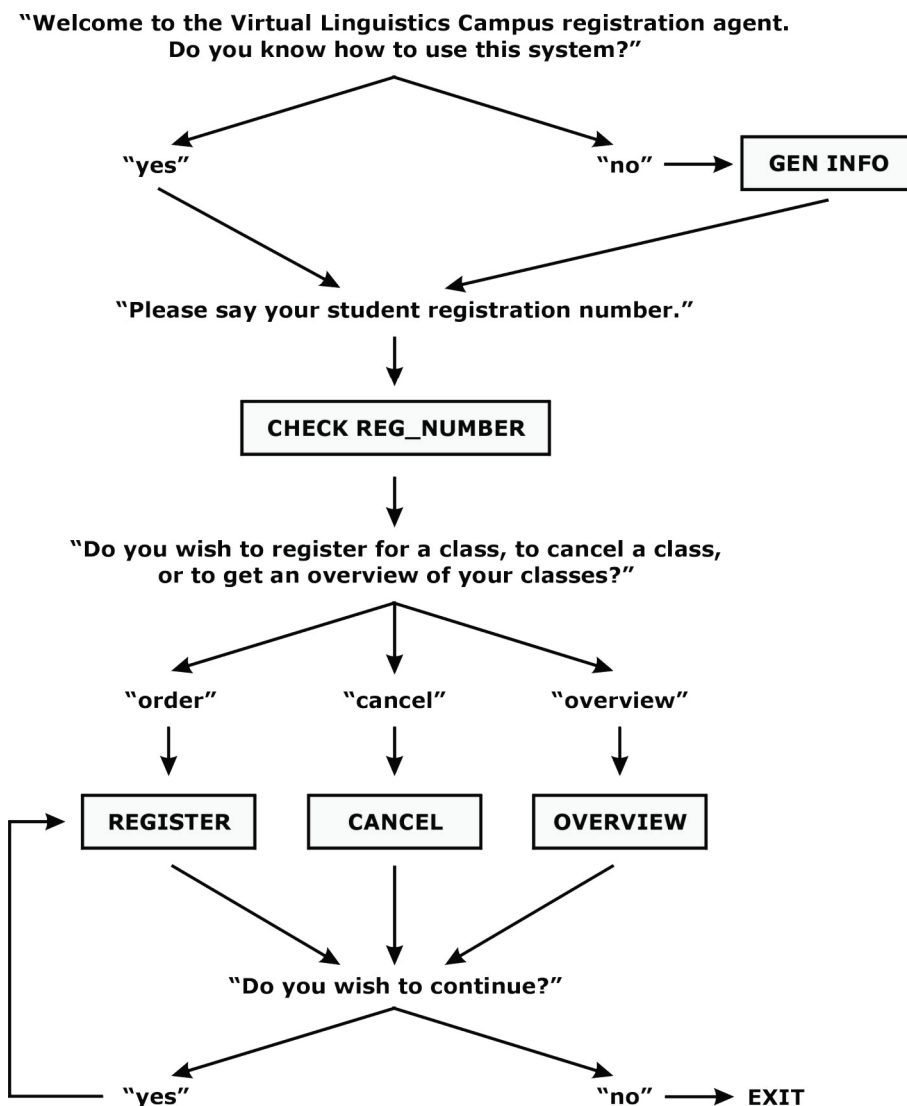 “Welcome to the Virtual Linguistics Campus registration agent.
Do you know how to use this system?”
“yes”
“no”
GEN INFO
“Please say your student registration number.”
CHECK REG_NUMBER
“Do you wish to register for a class, to cancel a class,
or to get an overview of your classes?”
“order”
“cancel”
“overview”
REGISTER
CANCEL
OVERVIEW
“Do you wish to continue?”
“yes”
“no”
EXIT